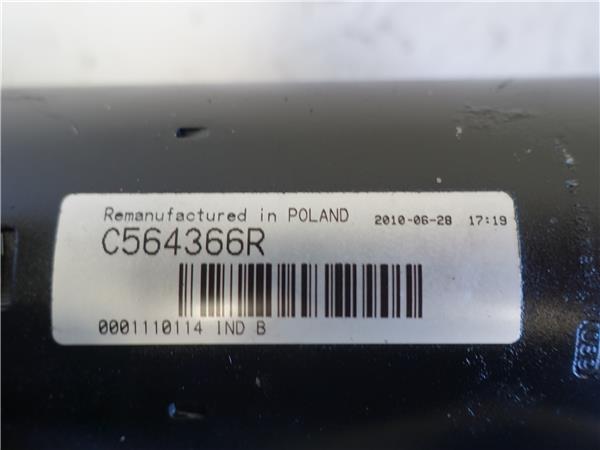 Remanufactured in POLAND 2010-06-28 17:19
C564366R
0001110114 IND B